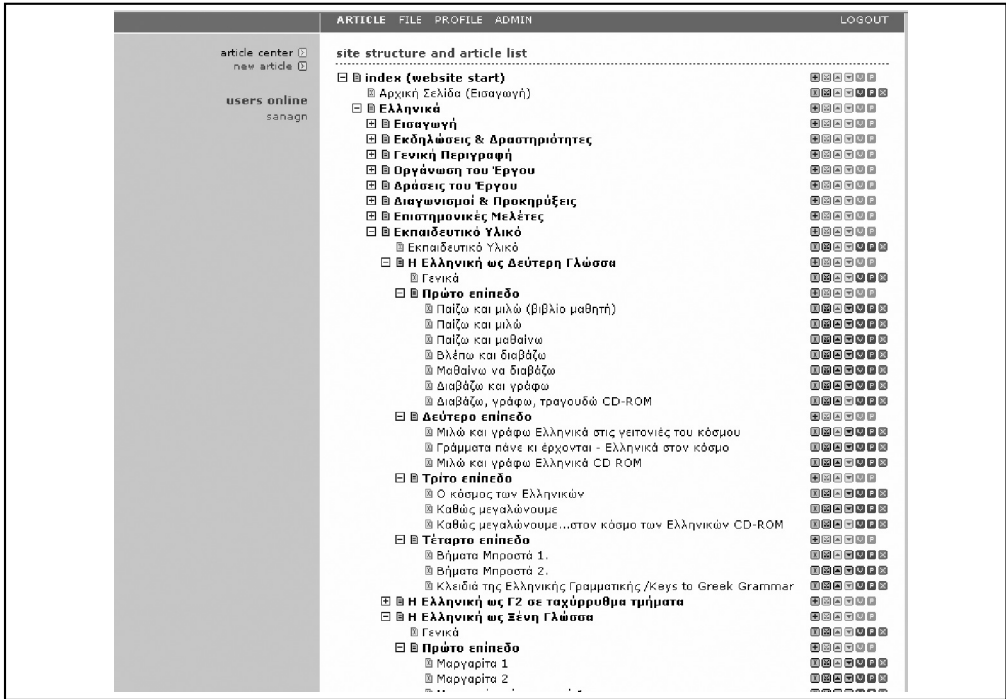 ARTICLE FILE PROFILE ADMIN LOGOUT
article center
new article
users online
sanagn
site structure and article list
index (website start)
Αρχική Σελίδα (Εισαγωγή)
Ελληνικά
Εισαγωγή
Εκδηλώσεις & Δραστηριότητες
Γενική Περιγραφή
Οργάνωση του Έργου
Δράσεις του Έργου
Διαγωνισμοί & Προκηρύξεις
Επιστημονικές Μελέτες
Εκπαιδευτικό Υλικό
Εκπαιδευτικό Υλικό
Η Ελληνική ως Δεύτερη Γλώσσα
Γενικά
Πρώτο επίπεδο
Παίζω και μιλώ (βιβλίο μαθητή)
Παίζω και μιλώ
Παίζω και μαθαίνω
Βλέπω και διαβάζω
Μαθαίνω να διαβάζω
Διαβάζω και γράφω
Διαβάζω, γράφω, τραγουδώ CD-ROM
Δεύτερο επίπεδο
Μιλώ και γράφω Ελληνικά στις γειτονιές του κόσμου
Γράμματα πάνε κι έρχονται - Ελληνικά στον κόσμο
Μιλώ και γράφω Ελληνικά CD ROM
Τρίτο επίπεδο
Ο κόσμος των Ελληνικών
Καθώς μεγαλώνουμε
Καθώς μεγαλώνουμε...στον κόσμο των Ελληνικών CD-ROM
Τέταρτο επίπεδο
Βήματα Μπροστά 1.
Βήματα Μπροστά 2.
Κλειδιά της Ελληνικής Γραμματικής /Keys to Greek Grammar
Η Ελληνική ως Γ2 σε ταχύρρυθμα τμήματα
Η Ελληνική ως Ξένη Γλώσσα
Γενικά
Πρώτο επίπεδο
Μαργαρίτα 1
Μαργαρίτα 2